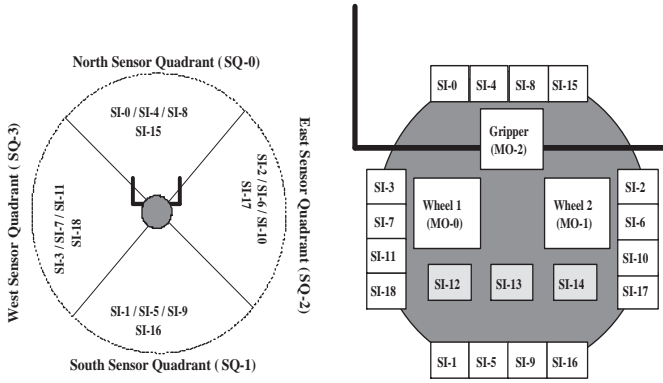 North Sensor Quadrant (SQ-0)
SI-0 / SI-4 / SI-8
SI-15
West Sensor Quadrant (SQ-3)
SI-3 / SI-7 / SI-11
SI-18
SI-2 / SI-6 / SI-10
SI-17
East Sensor Quadrant (SQ-2)
SI-1 / SI-5 / SI-9
SI-16
South Sensor Quadrant (SQ-1)
SI-0 SI-4 SI-8 SI-15
Gripper
(MO-2)
SI-3
SI-7
SI-11
SI-18
Wheel 1
(MO-0)
Wheel 2
(MO-1)
SI-2
SI-6
SI-10
SI-17
SI-12 SI-13 SI-14
SI-1 SI-5 SI-9 SI-16